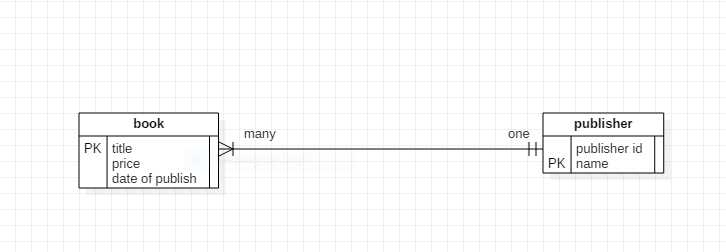 book
PK title
price
date of publish
many
one
publisher
publisher id
PK name